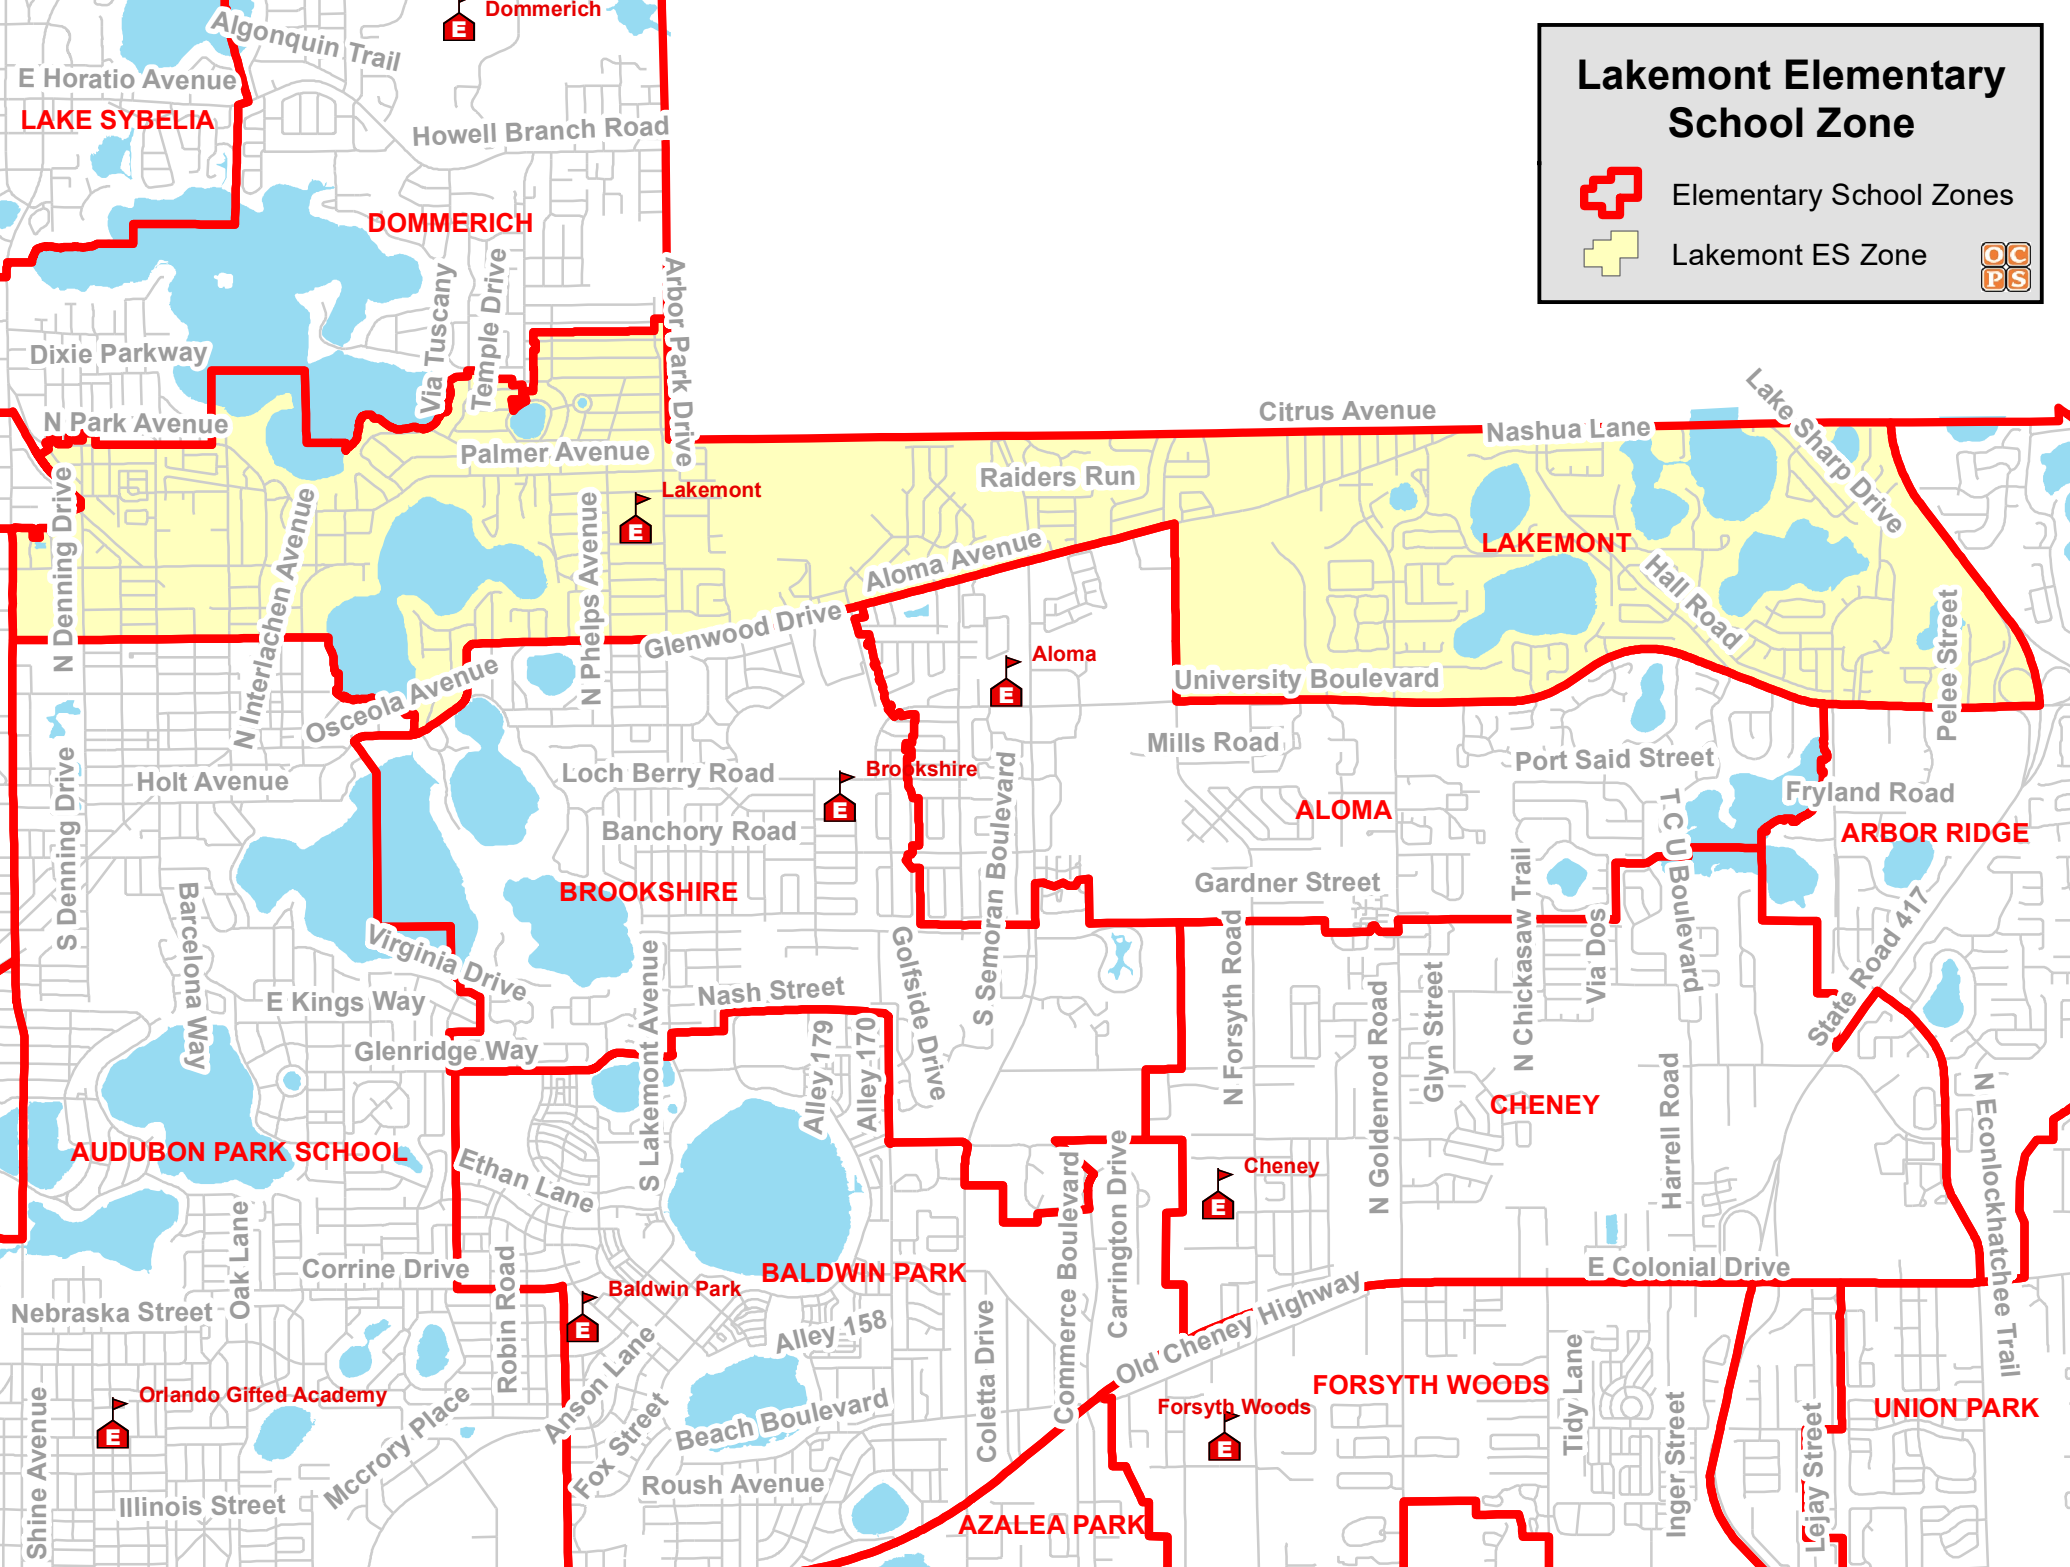 Dommerich
Algonquin Trail
E Horatio Avenue
LAKE SYBELIA
Howell Branch Road
DOMMERICH
Lakemont Elementary
School Zone
Elementary School Zones
Lakemont ES Zone
OC
PS
Arbor Park Drive
Via Tuscany
Temple Drive
Dixie Parkway
N Park Avenue
Palmer Avenue
Citrus Avenue
Nashua Lane
Lake Sharp Drive
Raiders Run
Lakemont
E
LAKEMONT
N Denning Drive
N Interlachen Avenue
N Phelps Avenue
Aloma Avenue
Hall Road
Pelee Street
Glenwood Drive
Osceola Avenue
Aloma
E
University Boulevard
Mills Road
Port Said Street
Holt Avenue
Loch Berry Road
Brookshire
E
Banchory Road
S Denning Drive
S Semoran Boulevard
ALOMA
T C U Boulevard
Fryland Road
ARBOR RIDGE
BROOKSHIRE
Gardner Street
N Chickasaw Trail
Via Dos
State Road 417
Barcelona Way
Virginia Drive
E Kings Way
Glenridge Way
S Lakemont Avenue
Nash Street
Alley 179
Alley 170
Golfside Drive
N Forsyth Road
N Goldenrod Road
Glyn Street
Harrell Road
CHENEY
N Econlockhatchee Trail
AUDUBON PARK SCHOOL
Ethan Lane
Cheney
E
Commerce Boulevard
Carrington Drive
Oak Lane
Corrine Drive
Nebraska Street
Robin Road
Baldwin Park
E
BALDWIN PARK
E Colonial Drive
Old Cheney Highway
Alley 158
Anson Lane
Fox Street
Beach Boulevard
Coletta Drive
Orlando Gifted Academy
E
Mccrory Place
Shine Avenue
Illinois Street
Roush Avenue
Forsyth Woods
E
FORSYTH WOODS
Tidy Lane
Inger Street
Lejay Street
UNION PARK
AZALEA PARK
E